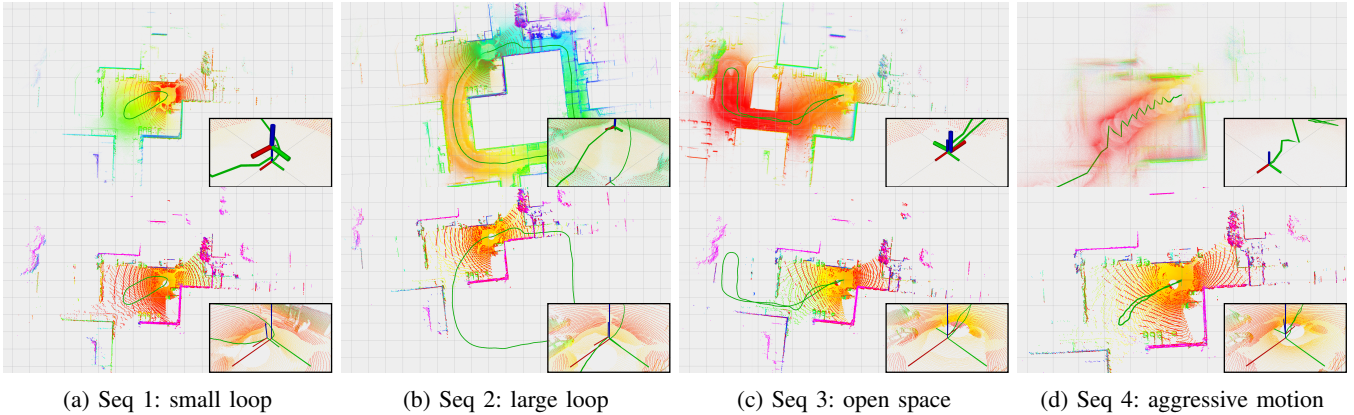 (a) Seq 1: small loop
(b) Seq 2: large loop
(c) Seq 3: open space
(d) Seq 4: aggressive motion